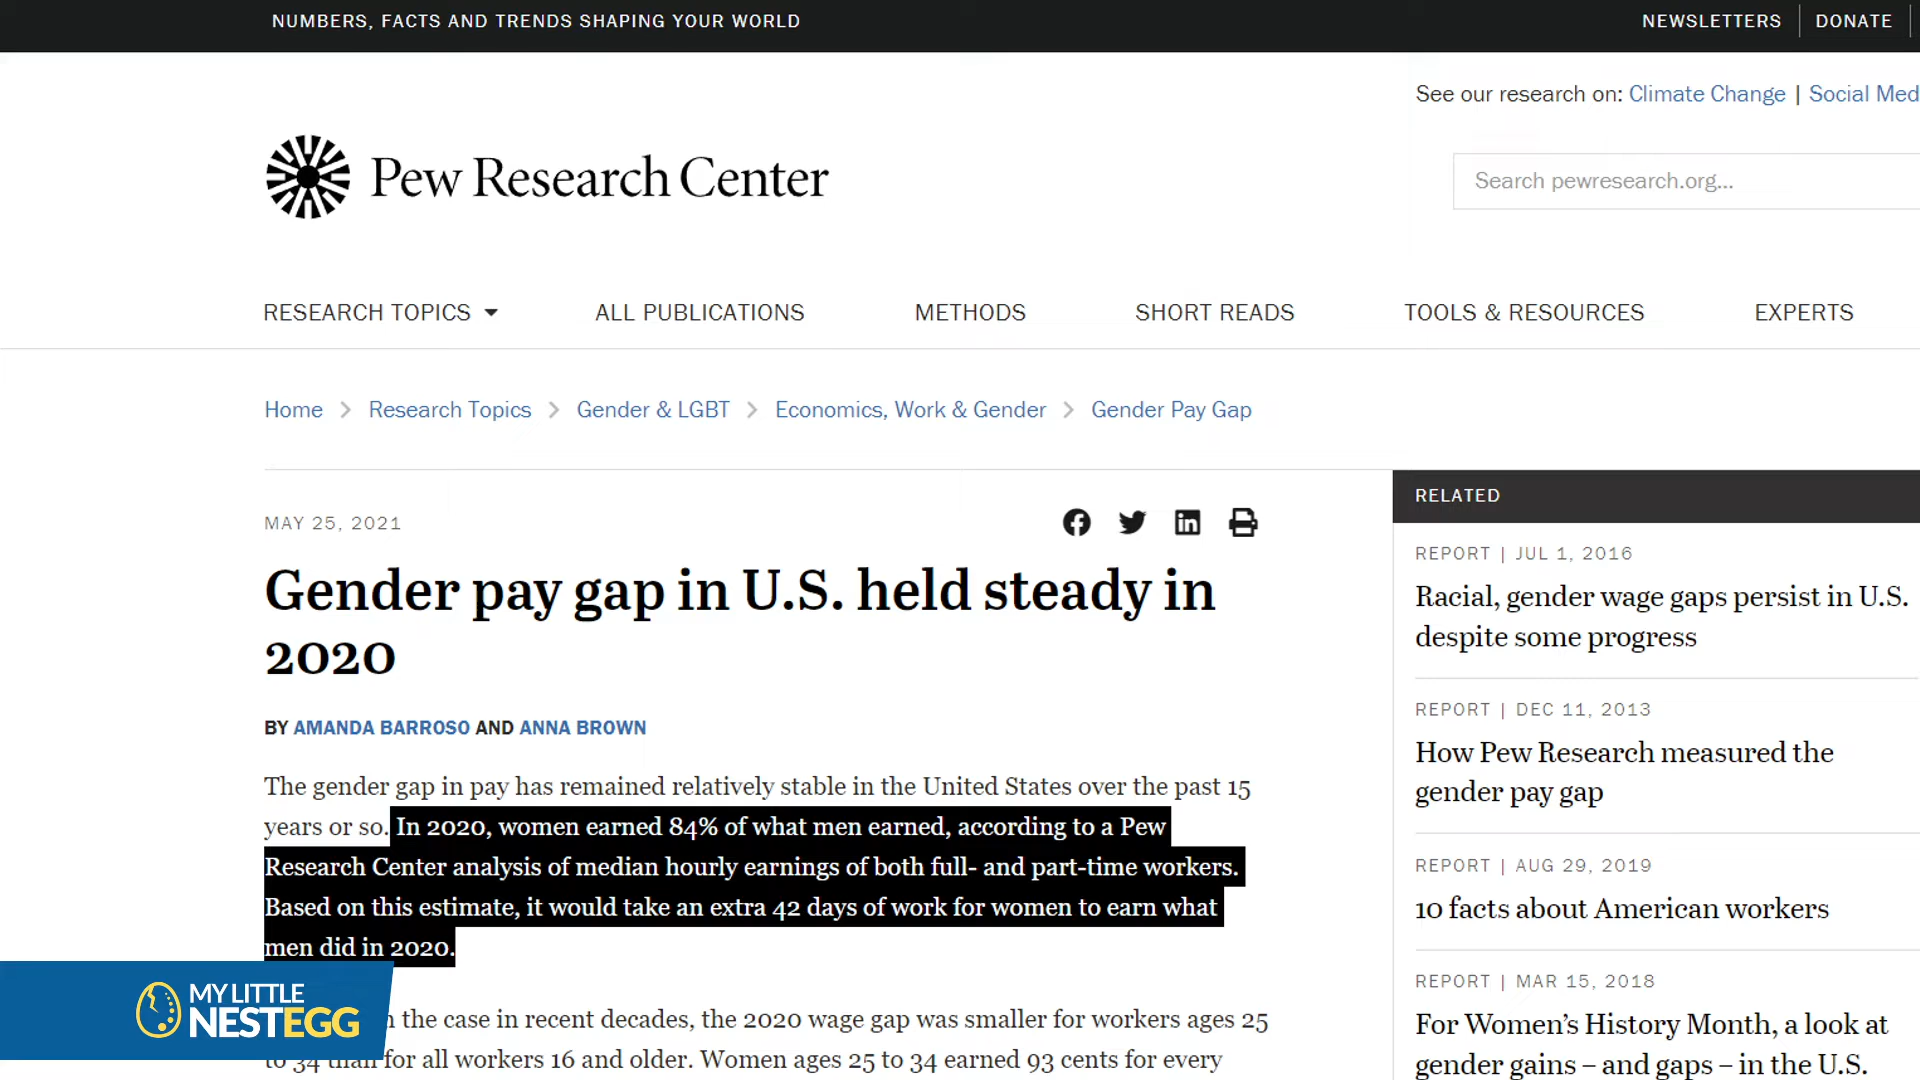 NUMBERS, FACTS AND TRENDS SHAPING YOUR WORLD
NEWSLETTERS
DONATE
See our research on: Climate Change | Social Med
Pew Research Center
Search pewresearch.org...
RESEARCH TOPICS
ALL PUBLICATIONS
METHODS
SHORT READS
TOOLS & RESOURCES
EXPERTS
Home > Research Topics > Gender & LGBT > Economics, Work & Gender > Gender Pay Gap
MAY 25, 2021
Gender pay gap in U.S. held steady in
2020
BY AMANDA BARROSO AND ANNA BROWN
The gender gap in pay has remained relatively stable in the United States over the past 15
years or so. In 2020, women earned 84% of what men earned, according to a Pew
Research Center analysis of median hourly earnings of both full- and part-time workers.
Based on this estimate, it would take an extra 42 days of work for women to earn what
men did in 2020.
the case in recent decades, the 2020 wage gap was smaller for workers ages 25
to 34 than for all workers 16 and older. Women ages 25 to 34 earned 93 cents for every
RELATED
REPORT | JUL 1, 2016
Racial, gender wage gaps persist in U.S.
despite some progress
REPORT | DEC 11, 2013
How Pew Research measured the
gender pay gap
REPORT | AUG 29, 2019
10 facts about American workers
REPORT | MAR 15, 2018
For Women's History Month, a look at
gender gains – and gaps – in the U.S.
MY LITTLE
NESTEGG